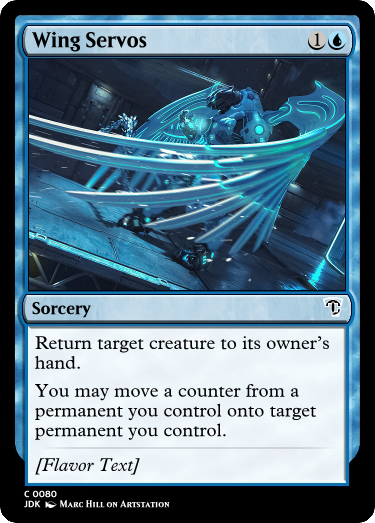 Wing Servos
1
Sorcery
Return target creature to its owner's
hand.
You may move a counter from a
permanent you control onto target
permanent you control.
[Flavor Text]
C 0080
JDK Marc Hill on Artstation